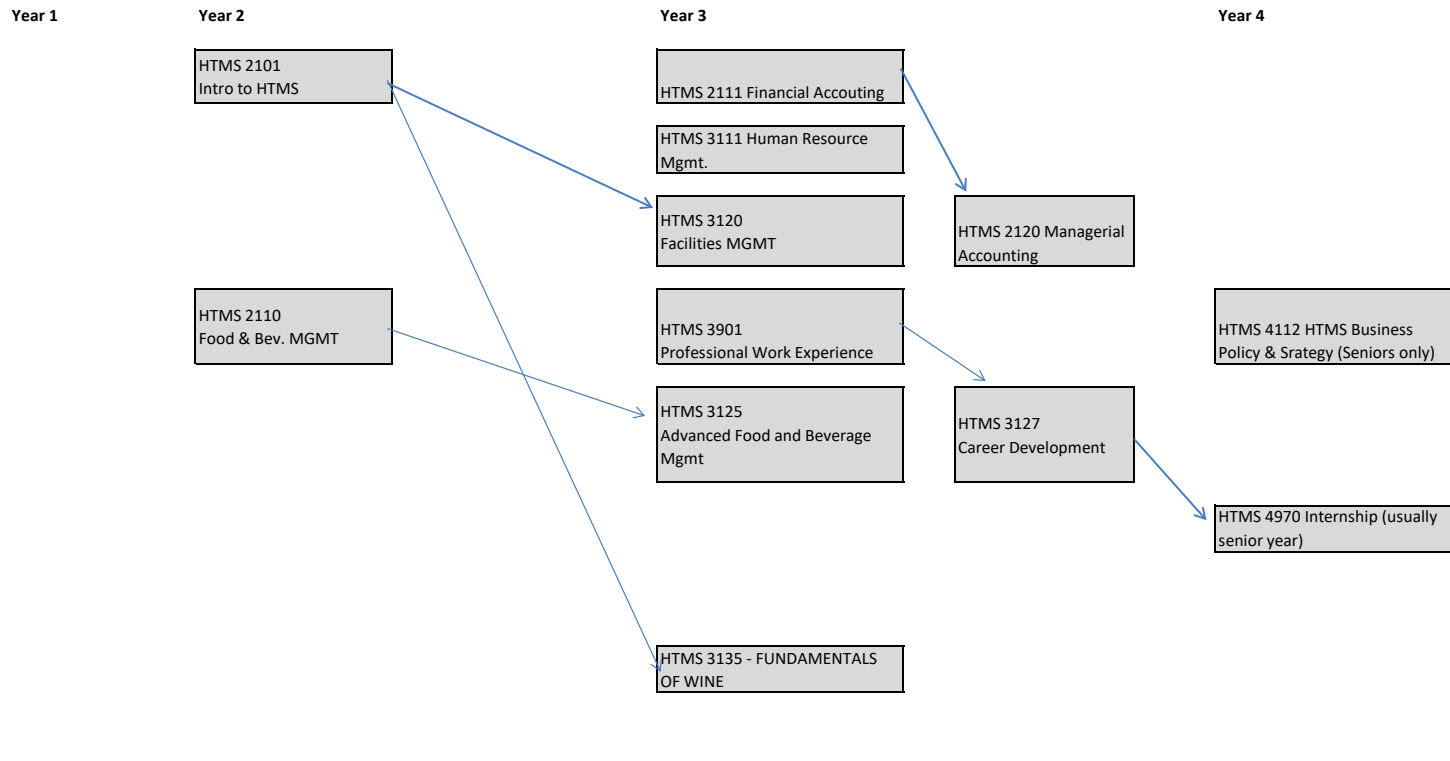 Year 1
Year 2
Year 3
Year 4
HTMS 2101
Intro to HTMS
HTMS 2111 Financial Accouting
HTMS 3111 Human Resource
Mgmt.
HTMS 3120
Facilities MGMT
HTMS 2120 Managerial
Accounting
HTMS 2110
Food & Bev. MGMT
HTMS 3901
Professional Work Experience
HTMS 4112 HTMS Business
Policy & Srategy (Seniors only)
HTMS 3125
Advanced Food and Beverage
Mgmt
HTMS 3127
Career Development
HTMS 4970 Internship (usually
senior year)
HTMS 3135 - FUNDAMENTALS
OF WINE